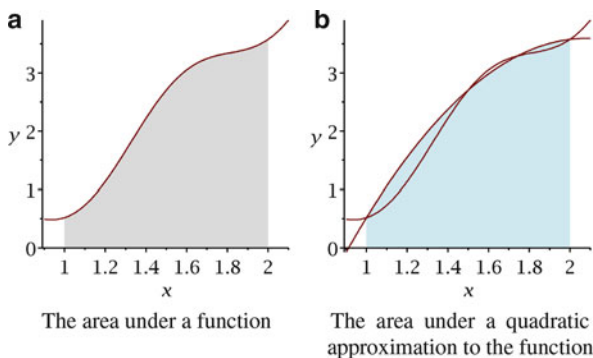 a
y
3
2
1
0
1 1.2 1.4 1.6 1.8 2
x
The area under a function
b
y
3
2
1
0
1 1.2 1.4 1.6 1.8 2
x
The area under a quadratic
approximation to the function